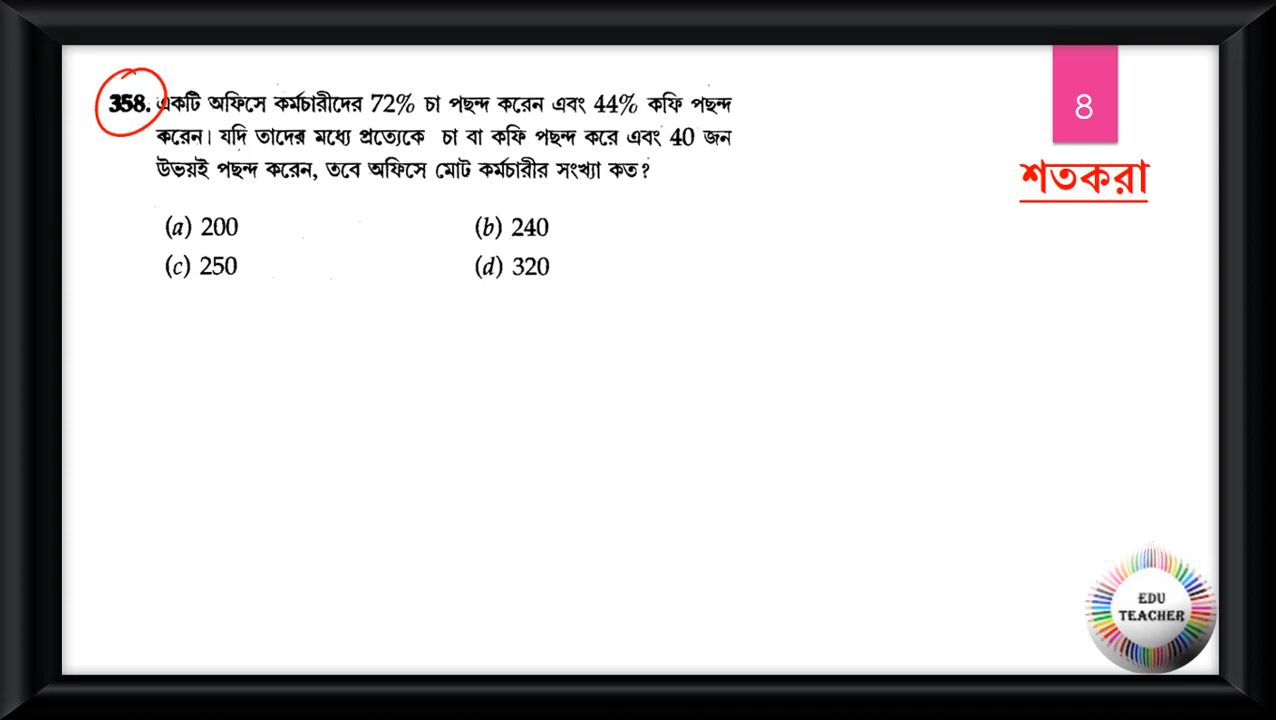 358. একটি অফিসে কর্মচারীদের 72% চা পছন্দ করেন এবং 44% কফি পছন্দ
করেন। যদি তাদের মধ্যে প্রত্যেকে চা বা কফি পছন্দ করে এবং 40 জন
উভয়ই পছন্দ করেন, তবে অফিসে মোট কর্মচারীর সংখ্যা কত?
(a) 200 (b) 240
(c) 250 (d) 320
8
শতকরা
EDU
TEACHER